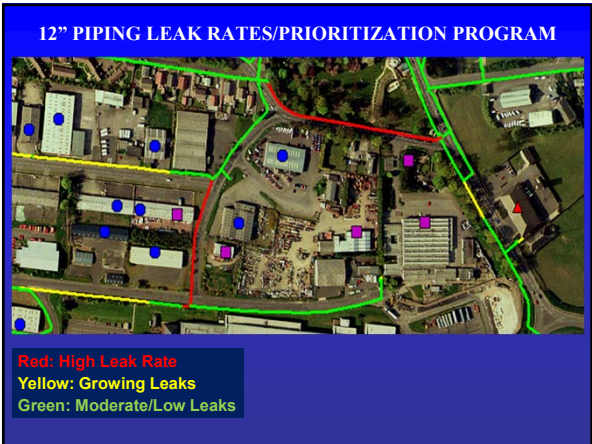 12” PIPING LEAK RATES/PRIORITIZATION PROGRAM
Red: High Leak Rate
Yellow: Growing Leaks
Green: Moderate/Low Leaks